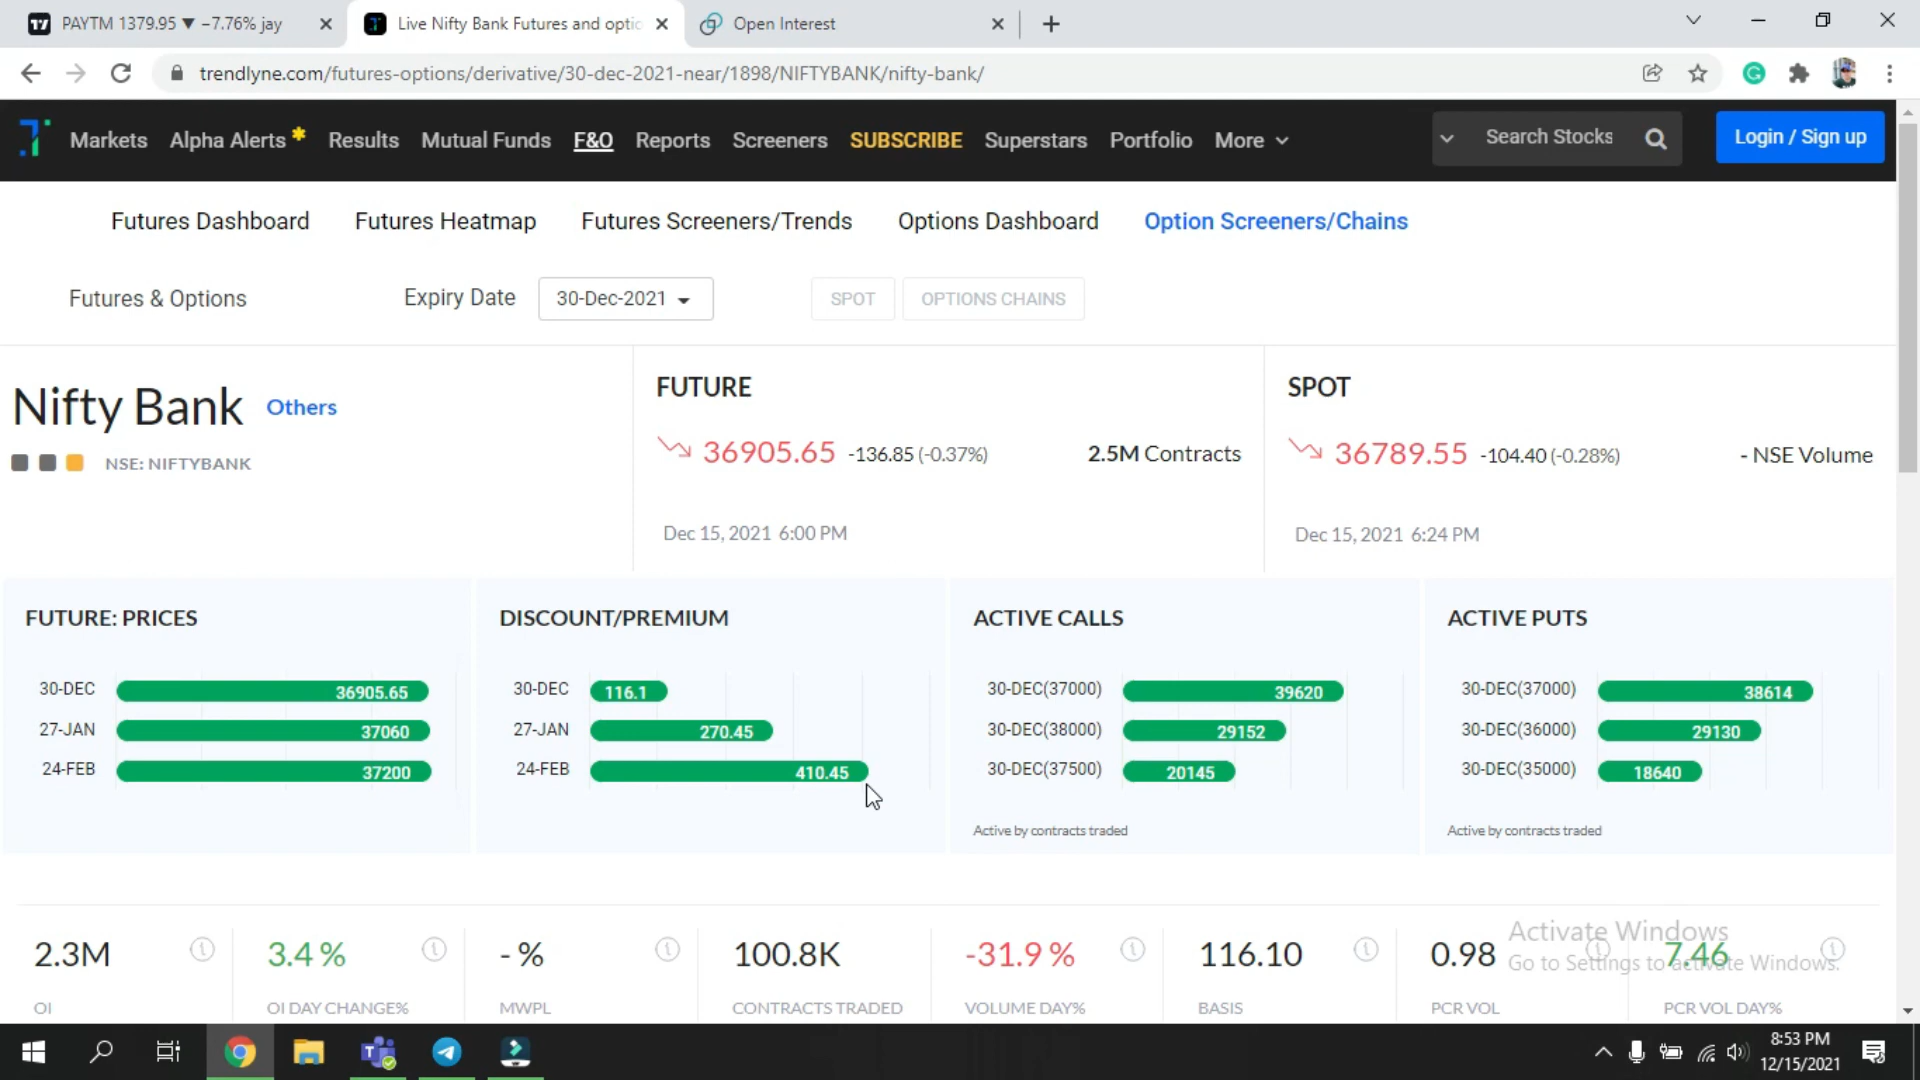 PAYTM 1379.95 ▼ −7.76% jay
Live Nifty Bank Futures and optic
Open Interest
trendlyne.com/futures-options/derivative/30-dec-2021-near/1898/NIFTYBANK/nifty-bank/
Markets Alpha Alerts Results Mutual Funds F&O Reports Screeners SUBSCRIBE Superstars Portfolio More Search Stocks Login / Sign up
Futures Dashboard Futures Heatmap Futures Screeners/Trends Options Dashboard Option Screeners/Chains
Futures & Options Expiry Date 30-Dec-2021 SPOT OPTIONS CHAINS
Nifty Bank Others
NSE: NIFTYBANK
FUTURE
36905.65 -136.85 (-0.37%) 2.5M Contracts
Dec 15, 2021 6:00 PM
SPOT
36789.55 -104.40 (-0.28%) - NSE Volume
Dec 15, 2021 6:24 PM
FUTURE: PRICES
30-DEC 36905.65
27-JAN 37060
24-FEB 37200
DISCOUNT/PREMIUM
30-DEC 116.1
27-JAN 270.45
24-FEB 410.45
ACTIVE CALLS
30-DEC(37000) 39620
30-DEC(38000) 29152
30-DEC(37500) 20145
Active by contracts traded
ACTIVE PUTS
30-DEC(37000) 38614
30-DEC(36000) 29130
30-DEC(35000) 18640
Active by contracts traded
2.3M
OI
3.4 %
OI DAY CHANGE%
- %
MWPL
100.8K
CONTRACTS TRADED
-31.9 %
VOLUME DAY%
116.10
BASIS
0.98
PCR VOL
7.46
PCR VOL DAY%
Activate Windows
Go to Settings to activate Windows.
8:53 PM
12/15/2021